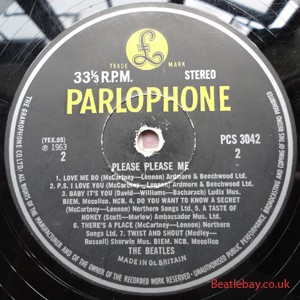 TRADE MARK
33⅓ R.P.M. STEREO
PARLOPHONE
(YEX.95)
℗ 1963
2
PCS 3042
2
PLEASE PLEASE ME
1. LOVE ME DO (McCartney—Lennon) Ardmore & Beechwood Ltd.
2. P.S. I LOVE YOU (McCartney—Lennon) Ardmore & Beechwood Ltd.
3. BABY IT'S YOU (David—Williams—Bacharach) Ludix Mus.
BIEM. Mecolico. NCB. 4. DO YOU WANT TO KNOW A SECRET
(McCartney—Lennon) Northern Songs Ltd. 5. A TASTE OF
HONEY (Scott—Marlow) Ambassador Mus. Ltd.
6. THERE'S A PLACE (McCartney—Lennon) Northern
Songs Ltd. 7. TWIST AND SHOUT (Medley—
Russell) Sherwin Mus. BIEM. NCB. Mecolico
THE BEATLES
MADE IN GT. BRITAIN
THE GRAMOPHONE CO. LTD. ALL RIGHTS OF THE MANUFACTURER AND OF THE OWNER OF THE RECORDED WORK RESERVED UNAUTHORISED PUBLIC PERFORMANCE BROADCASTING AND COPYING OF THIS RECORD PROHIBITED
Beatlebay.co.uk